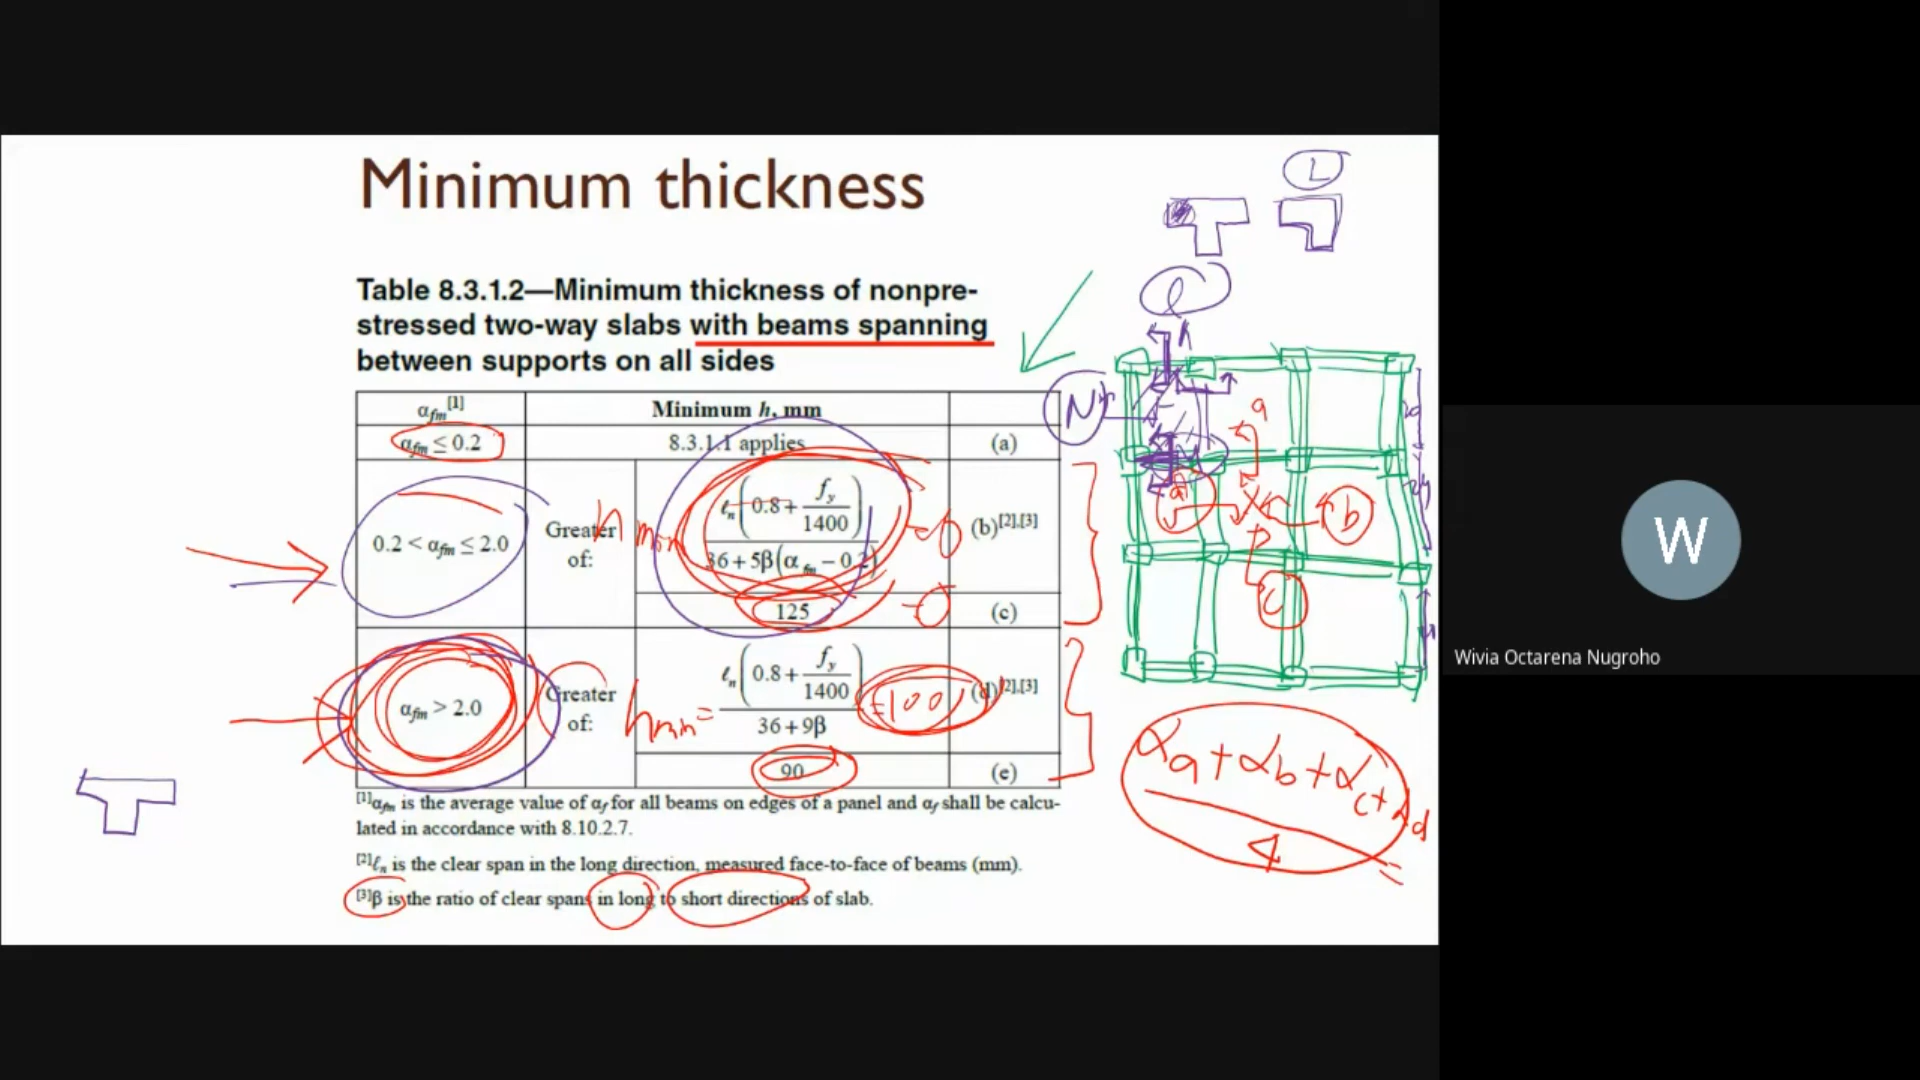 Minimum thickness
Table 8.3.1.2—Minimum thickness of nonpre-
stressed two-way slabs with beams spanning
between supports on all sides
αfm[1]
Minimum h, mm
αfm ≤ 0.2
8.3.1.1 applies
(a)
0.2 < αfm ≤ 2.0
Greater of:
ℓn(0.8 + fy/1400) / 36 + 5β(αfm − 0.2)
(b)[2],[3]
125
(c)
αfm > 2.0
Greater of:
ℓn(0.8 + fy/1400) / 36 + 9β
(d)[2],[3]
90
(e)
h min
h min =
= 100
[1]αfm is the average value of αf for all beams on edges of a panel and αf shall be calcu-
lated in accordance with 8.10.2.7.
[2]ℓn is the clear span in the long direction, measured face-to-face of beams (mm).
[3]β is the ratio of clear spans in long to short directions of slab.
L
a
b
c
αa + αb + αc + αd
4
=
W
Wivia Octarena Nugroho